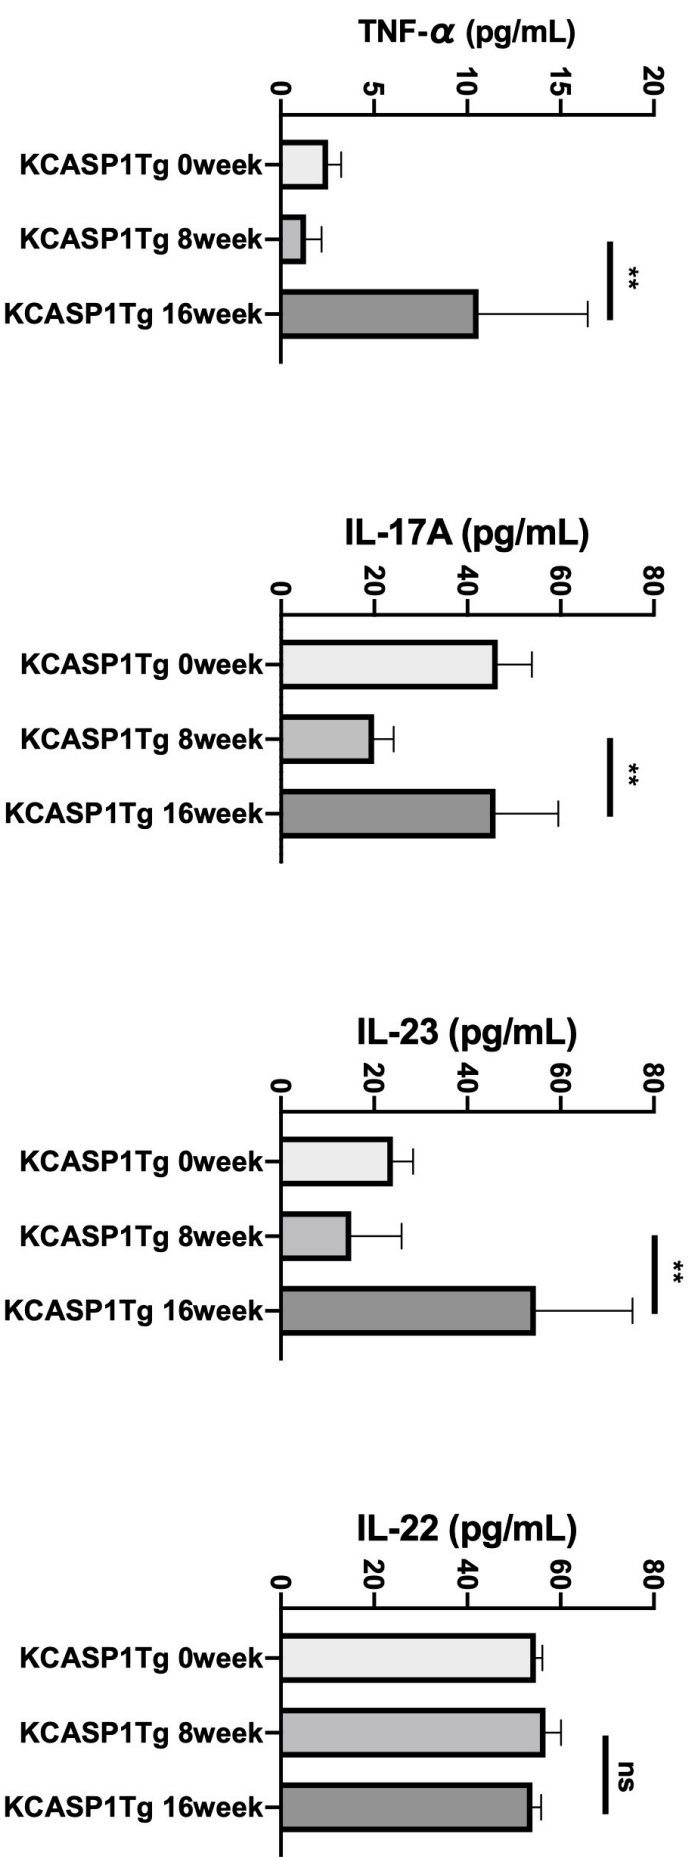 TNF-α (pg/mL)
0 5 10 15 20
KCASP1Tg 0week
KCASP1Tg 8week
KCASP1Tg 16week
**
IL-17A (pg/mL)
0 20 40 60 80
KCASP1Tg 0week
KCASP1Tg 8week
KCASP1Tg 16week
**
IL-23 (pg/mL)
0 20 40 60 80
KCASP1Tg 0week
KCASP1Tg 8week
KCASP1Tg 16week
**
IL-22 (pg/mL)
0 20 40 60 80
KCASP1Tg 0week
KCASP1Tg 8week
KCASP1Tg 16week
ns